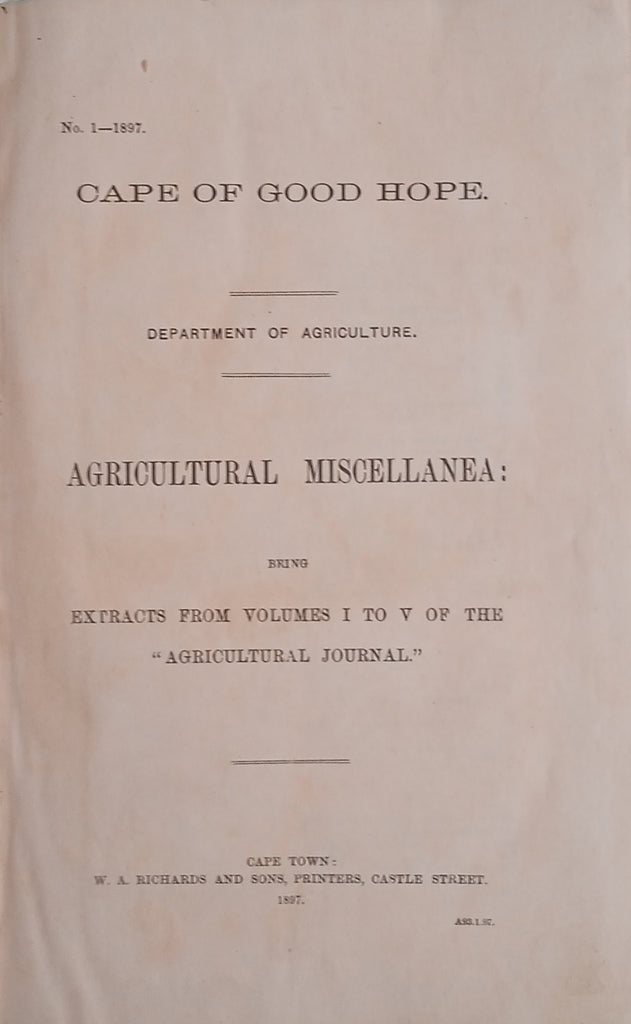 No. 1—1897.
CAPE OF GOOD HOPE.
DEPARTMENT OF AGRICULTURE.
AGRICULTURAL MISCELLANEA:
BEING
EXTRACTS FROM VOLUMES I TO V OF THE
“AGRICULTURAL JOURNAL.”
CAPE TOWN:
W. A. RICHARDS AND SONS, PRINTERS, CASTLE STREET.
1897.